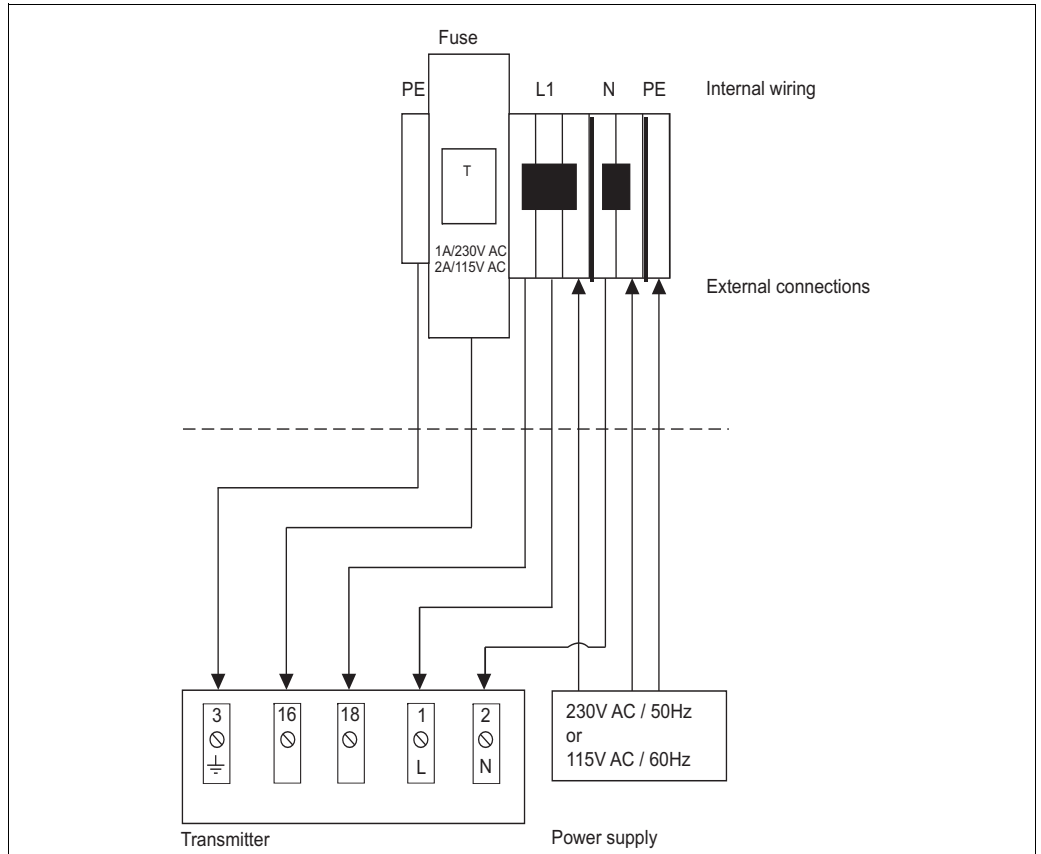 Fuse
PE L1 N PE Internal wiring
T
1A/230V AC
2A/115V AC
External connections
3 16 18 1 2
L N
230V AC / 50Hz
or
115V AC / 60Hz
Transmitter Power supply